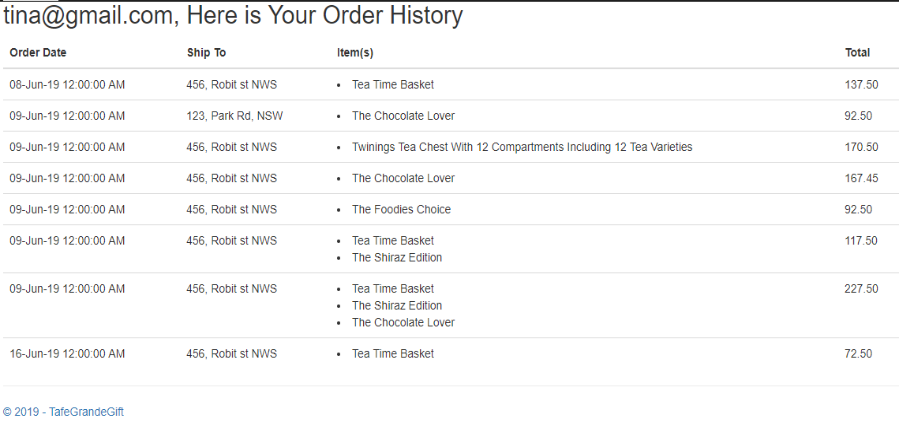 tina@gmail.com, Here is Your Order History
Order Date Ship To Item(s) Total
08-Jun-19 12:00:00 AM 456, Robit st NWS • Tea Time Basket 137.50
09-Jun-19 12:00:00 AM 123, Park Rd, NSW • The Chocolate Lover 92.50
09-Jun-19 12:00:00 AM 456, Robit st NWS • Twinings Tea Chest With 12 Compartments Including 12 Tea Varieties 170.50
09-Jun-19 12:00:00 AM 456, Robit st NWS • The Chocolate Lover 167.45
09-Jun-19 12:00:00 AM 456, Robit st NWS • The Foodies Choice 92.50
09-Jun-19 12:00:00 AM 456, Robit st NWS • Tea Time Basket 117.50
• The Shiraz Edition
09-Jun-19 12:00:00 AM 456, Robit st NWS • Tea Time Basket 227.50
• The Shiraz Edition
• The Chocolate Lover
16-Jun-19 12:00:00 AM 456, Robit st NWS • Tea Time Basket 72.50
© 2019 - TafeGrandeGift